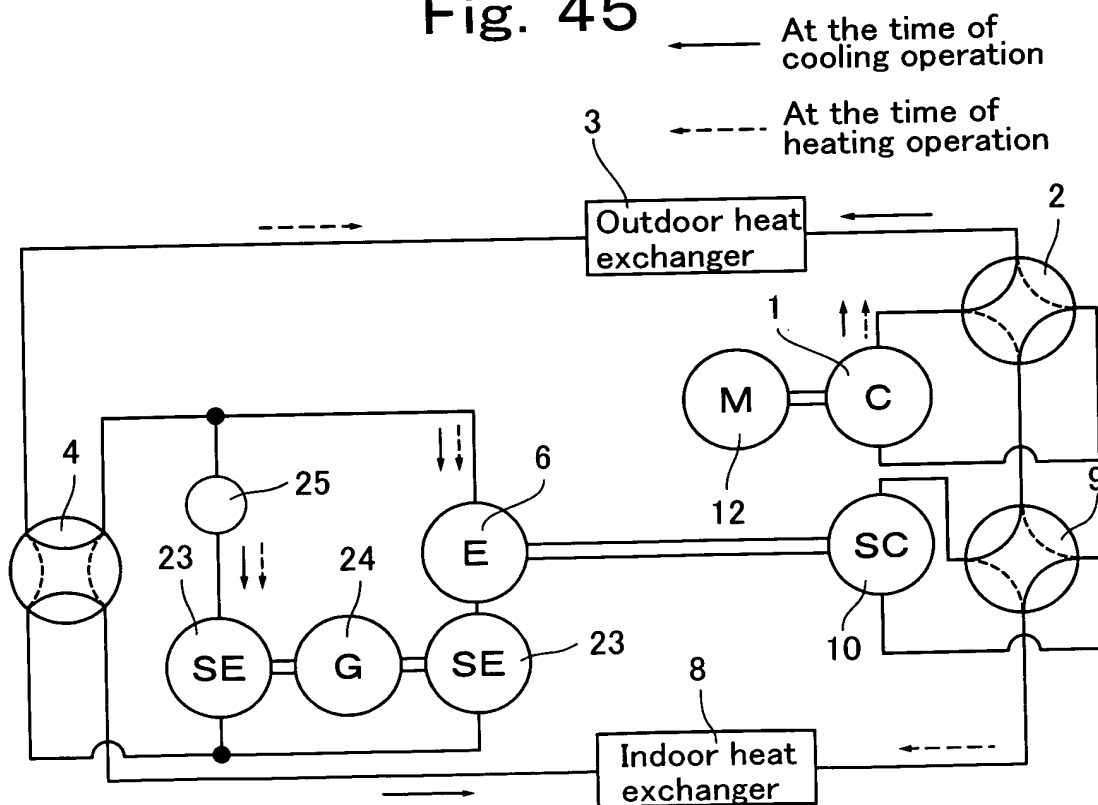 Fig. 45
At the time of
cooling operation
At the time of
heating operation
3
Outdoor heat
exchanger
2
1
M
C
4
25
6
12
9
E
SC
23
24
10
SE
G
SE
23
8
Indoor heat
exchanger